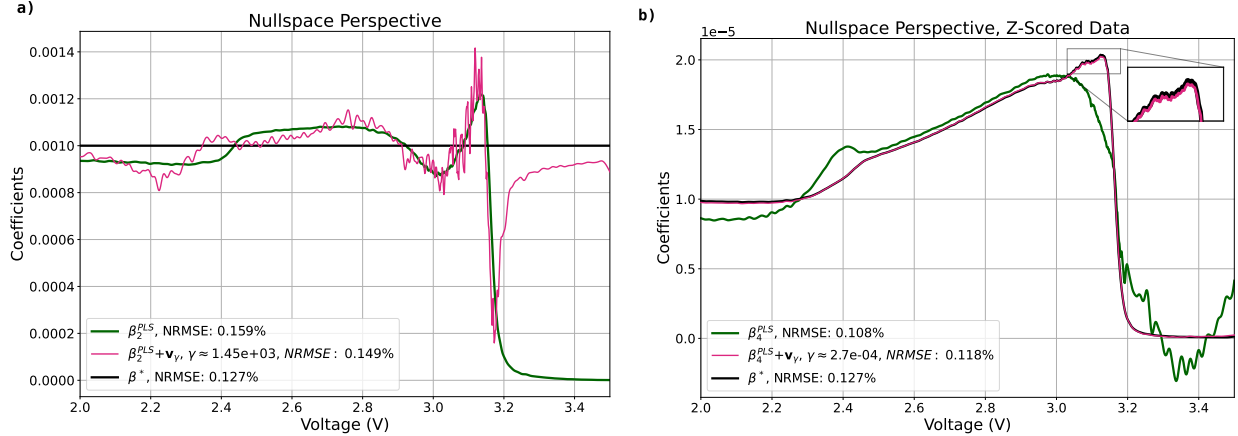 a)
Nullspace Perspective
0.0014
0.0012
0.0010
0.0008
0.0006
0.0004
0.0002
0.0000
Coefficients
β₂^PLS, NRMSE: 0.159%
β₂^PLS+v_γ, γ ≈ 1.45e+03, NRMSE: 0.149%
β*, NRMSE: 0.127%
2.0 2.2 2.4 2.6 2.8 3.0 3.2 3.4
Voltage (V)
b)
Nullspace Perspective, Z-Scored Data
1e−5
2.0
1.5
1.0
0.5
0.0
Coefficients
β₄^PLS, NRMSE: 0.108%
β₄^PLS+v_γ, γ ≈ 2.7e-04, NRMSE: 0.118%
β*, NRMSE: 0.127%
2.0 2.2 2.4 2.6 2.8 3.0 3.2 3.4
Voltage (V)